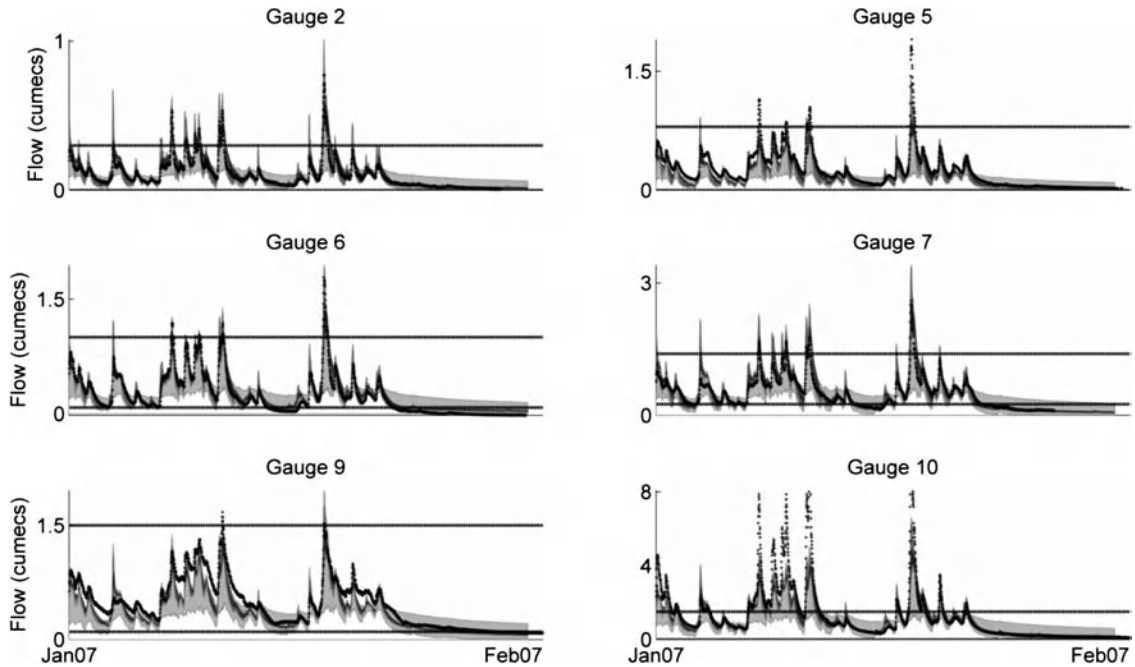 Gauge 2
Gauge 5
Flow (cumecs)
1
0
1.5
0
Gauge 6
Gauge 7
Flow (cumecs)
1.5
0
3
0
Gauge 9
Gauge 10
Flow (cumecs)
1.5
0
8
4
0
Jan07
Feb07
Jan07
Feb07